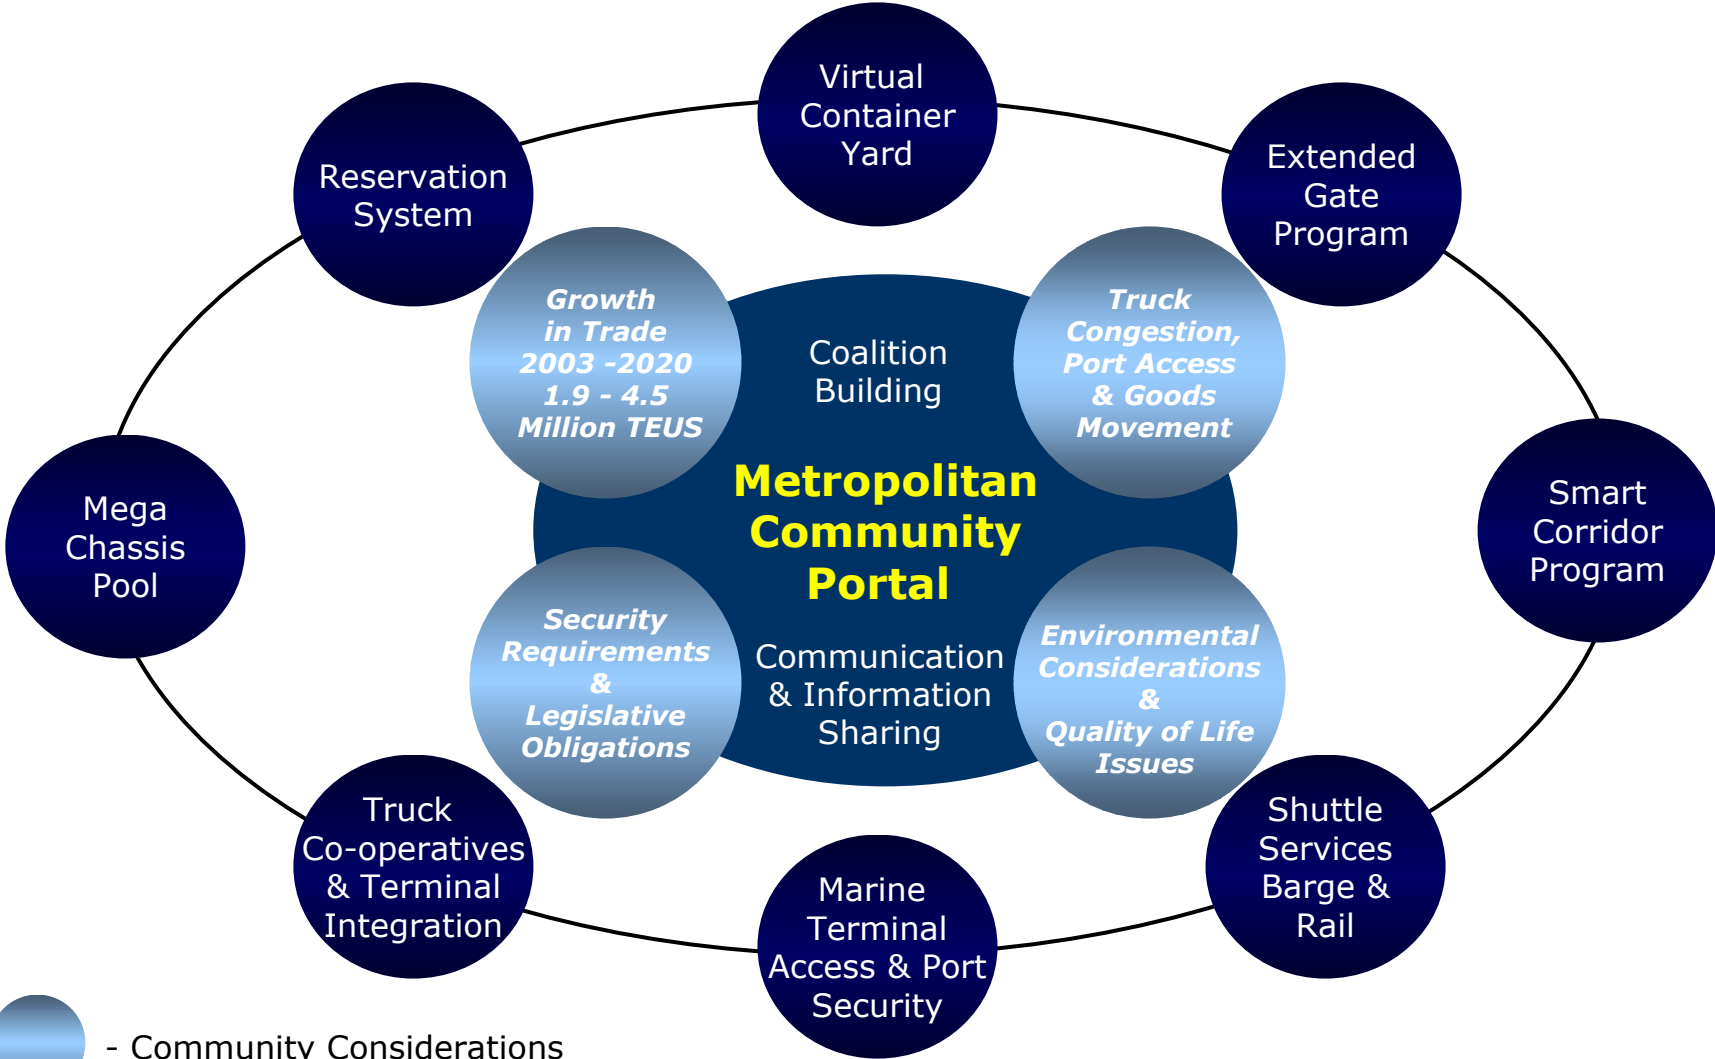 Virtual
Container
Yard
Extended
Gate
Program
Reservation
System
Growth
in Trade
2003 -2020
1.9 - 4.5
Million TEUS
Coalition
Building
Truck
Congestion,
Port Access
& Goods
Movement
Metropolitan
Community
Portal
Mega
Chassis
Pool
Smart
Corridor
Program
Security
Requirements
&
Legislative
Obligations
Communication
& Information
Sharing
Environmental
Considerations
&
Quality of Life
Issues
Truck
Co-operatives
& Terminal
Integration
Marine
Terminal
Access & Port
Security
Shuttle
Services
Barge &
Rail
- Community Considerations